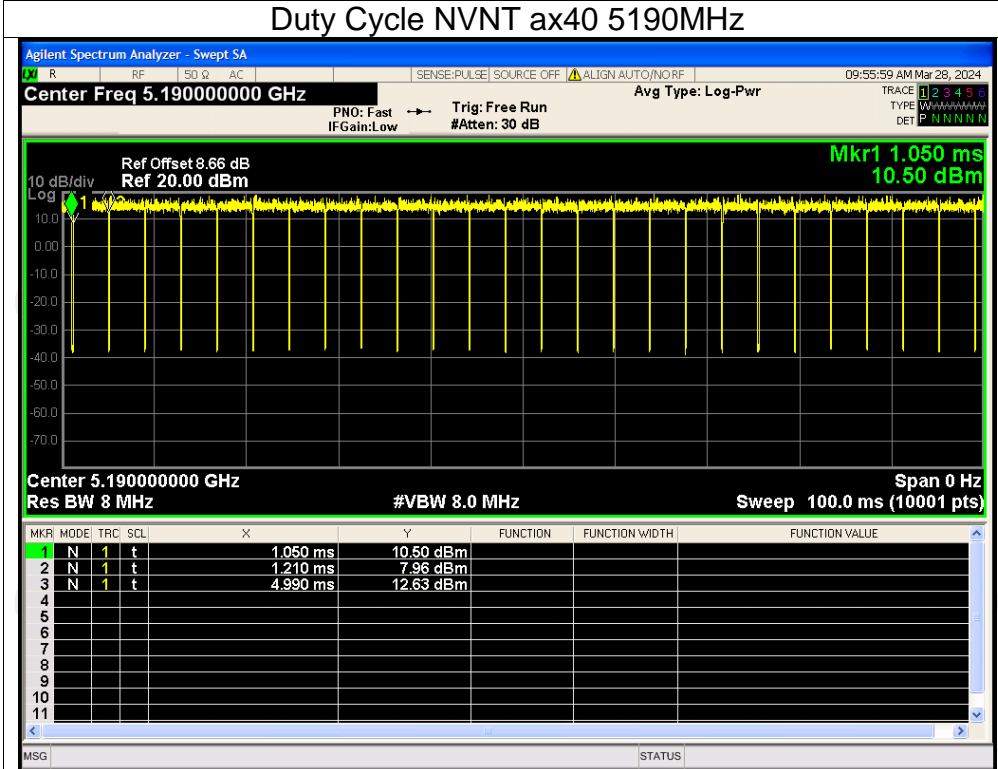 Duty Cycle NVNT ax40 5190MHz
Agilent Spectrum Analyzer - Swept SA
LXI R RF 50 Ω AC SENSE:PULSE SOURCE OFF ALIGN AUTO/NORF 09:55:59 AM Mar 28, 2024
Center Freq 5.190000000 GHz Avg Type: Log-Pwr TRACE 1 2 3 4 5 6
PNO: Fast Trig: Free Run TYPE WWWWWW
IFGain:Low #Atten: 30 dB DET P N N N N N
Mkr1 1.050 ms
Ref Offset 8.66 dB
10 dB/div Ref 20.00 dBm 10.50 dBm
Log
1
10.0
0.00
-10.0
-20.0
-30.0
-40.0
-50.0
-60.0
-70.0
Center 5.190000000 GHz Span 0 Hz
Res BW 8 MHz #VBW 8.0 MHz Sweep 100.0 ms (10001 pts)
MKR MODE TRC SCL X Y FUNCTION FUNCTION WIDTH FUNCTION VALUE
1 N 1 t 1.050 ms 10.50 dBm
2 N 1 t 1.210 ms 7.96 dBm
3 N 1 t 4.990 ms 12.63 dBm
4
5
6
7
8
9
10
11
MSG STATUS